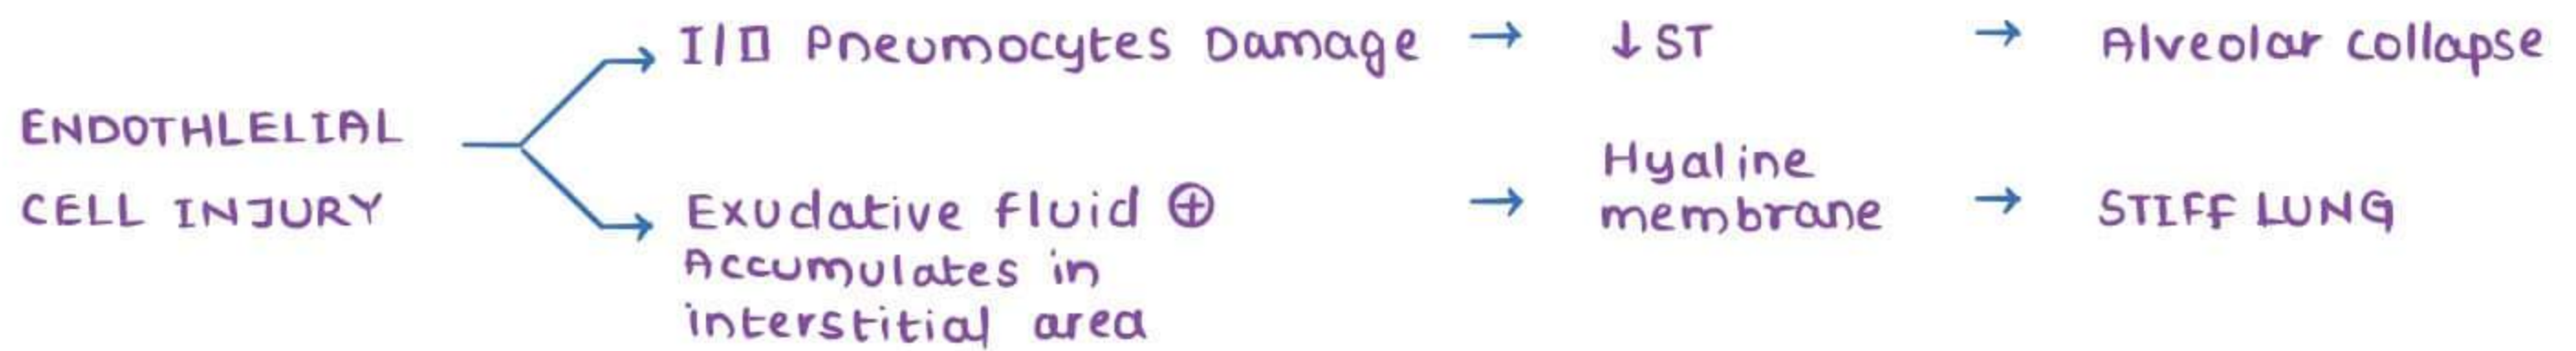 I/II Pneumocytes Damage → ↓ ST → Alveolar collapse
ENDOTHLELIAL
CELL INJURY
Exudative fluid ⊕ → Hyaline
membrane → STIFF LUNG
Accumulates in
interstitial area